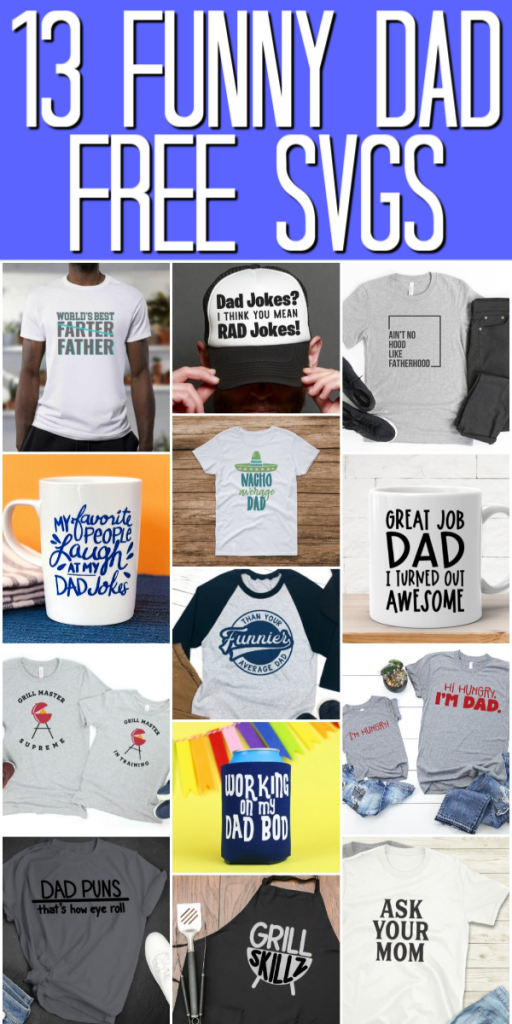 13 FUNNY DAD
FREE SVGS
WORLD'S BEST
FARTER
FATHER
Dad Jokes?
I THINK YOU MEAN
RAD Jokes!
AIN'T NO
HOOD
LIKE
FATHERHOOD
NACHO
average
DAD
MY favorite
PEOPLE
Laugh
AT MY
DAD Jokes
GREAT JOB
DAD
I TURNED OUT
AWESOME
THAN YOUR
Funnier
AVERAGE DAD
GRILL MASTER
SUPREME
GRILL MASTER
IN TRAINING
I'M HUNGRY!
HI HUNGRY,
I'M DAD.
WORKING
ON MY
DAD BOD
DAD PUNS
that's how eye roll
GRILL
SKILLZ
ASK
YOUR
MOM